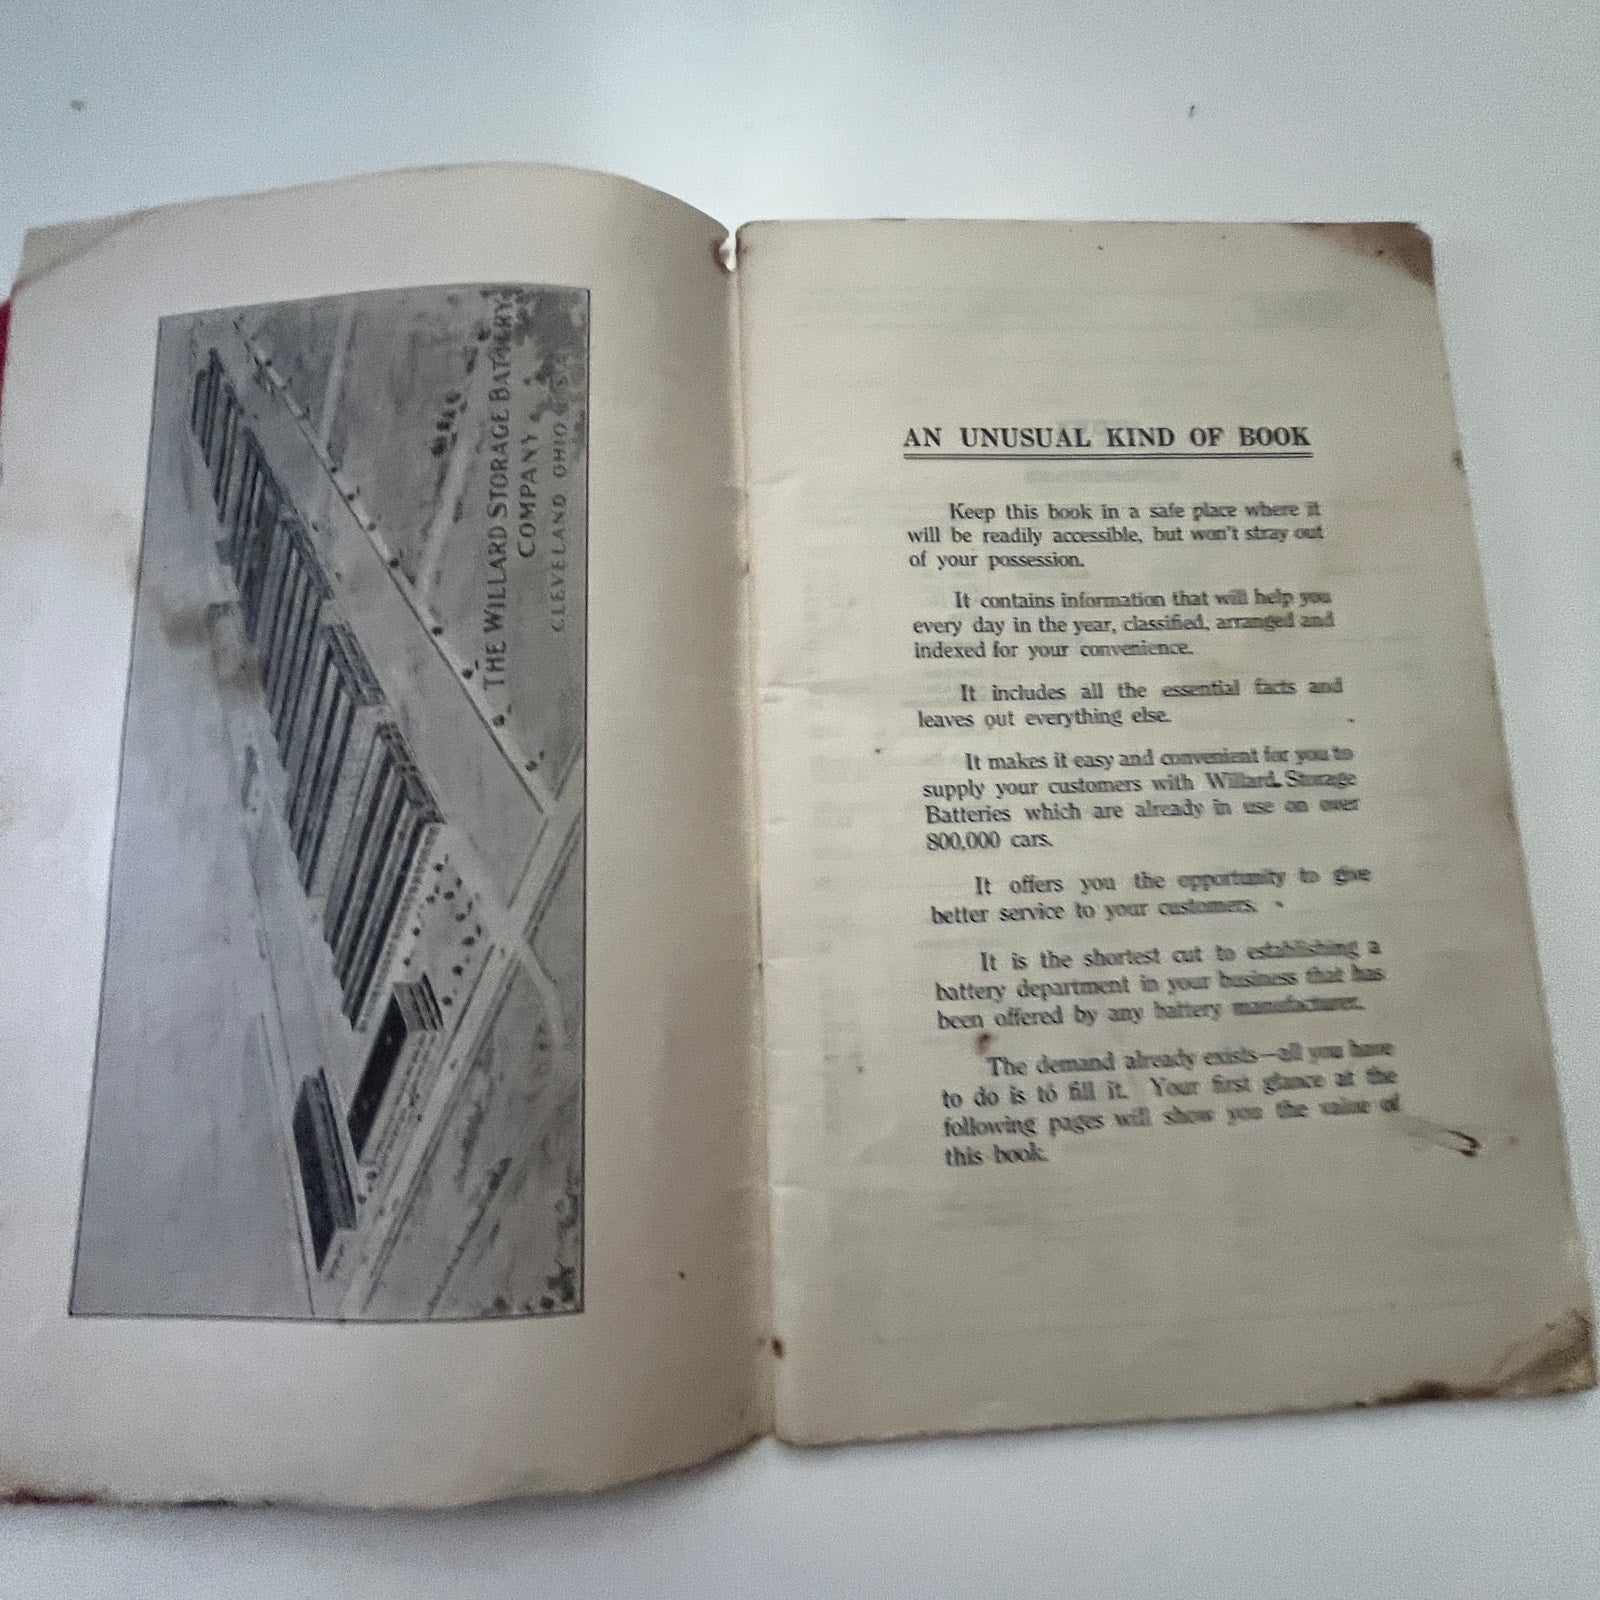 THE WILLARD STORAGE BATTERY
COMPANY
CLEVELAND OHIO U.S.A.
AN UNUSUAL KIND OF BOOK
Keep this book in a safe place where it
will be readily accessible, but won't stray out
of your possession.
It contains information that will help you
every day in the year, classified, arranged and
indexed for your convenience.
It includes all the essential facts and
leaves out everything else.
It makes it easy and convenient for you to
supply your customers with Willard Storage
Batteries which are already in use on over
800,000 cars.
It offers you the opportunity to give
better service to your customers.
It is the shortest cut to establishing a
battery department in your business that has
been offered by any battery manufacturer.
The demand already exists—all you have
to do is to fill it. Your first glance at the
following pages will show you the value of
this book.